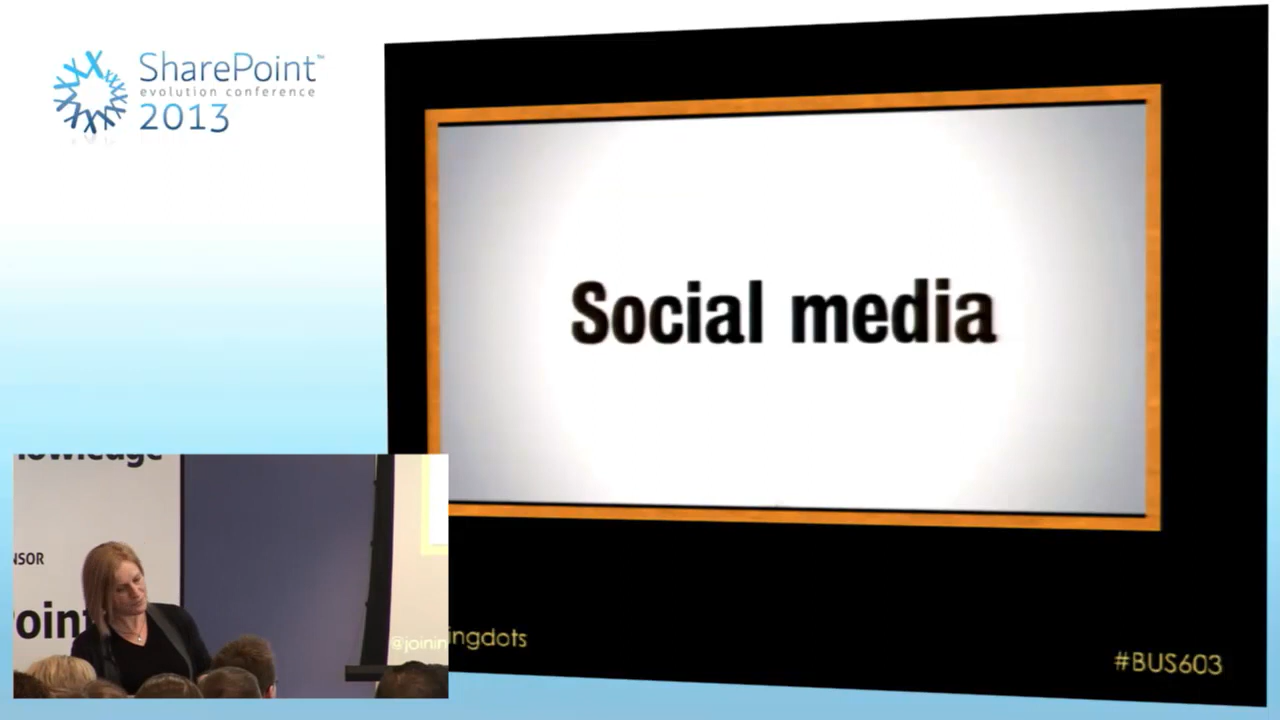 SharePoint™
evolution conference
2013
Social media
@joiningdots
#BUS603